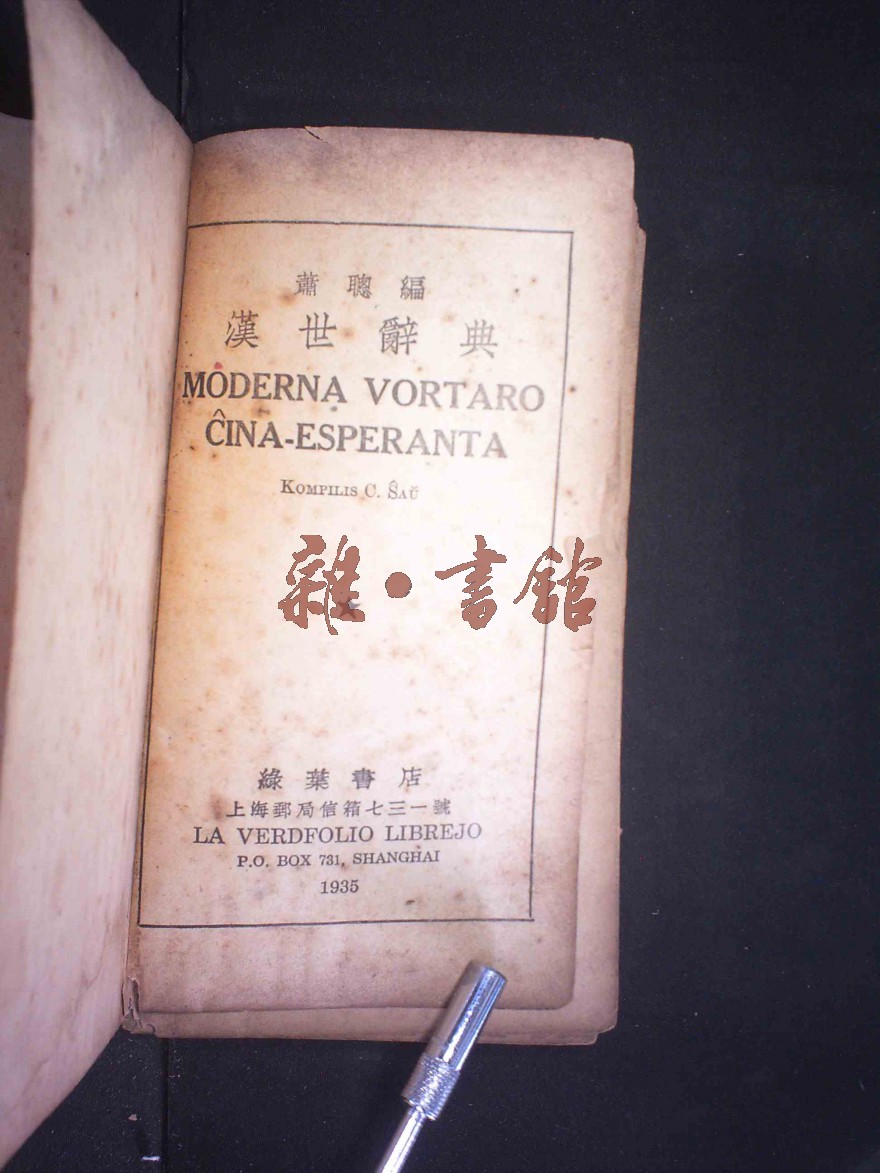 蕭聰編
漢世辭典
MODERNA VORTARO
ĈINA-ESPERANTA
KOMPILIS C. ŜAŬ
雜·書館
綠葉書店
上海郵局信箱七三一號
LA VERDFOLIO LIBREJO
P.O. BOX 731, SHANGHAI
1935